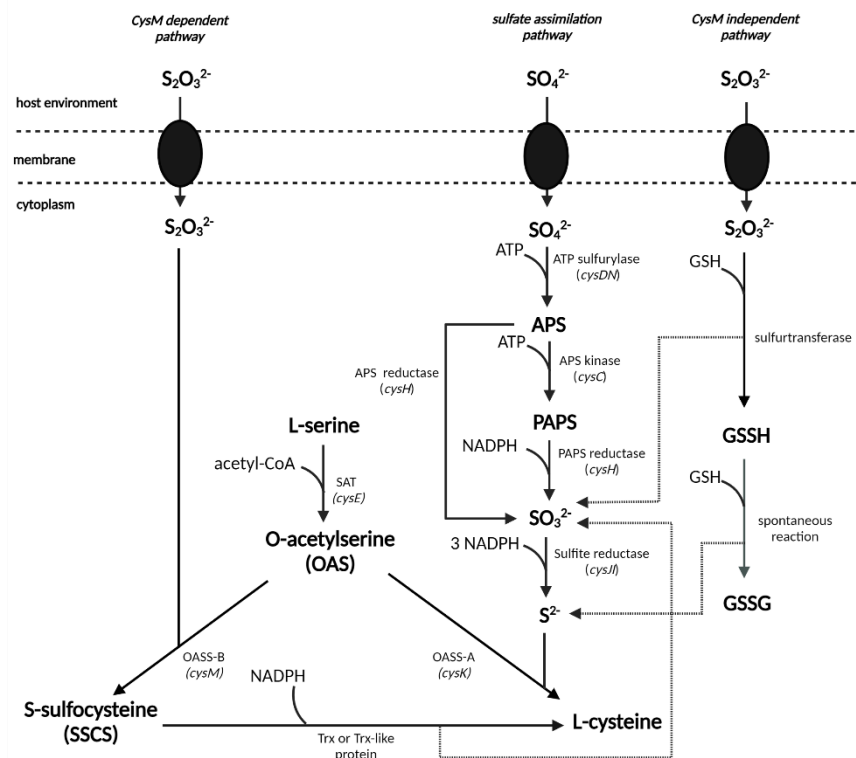 CysM dependent
pathway
sulfate assimilation
pathway
CysM independent
pathway
S₂O₃²⁻
SO₄²⁻
S₂O₃²⁻
host environment
membrane
cytoplasm
S₂O₃²⁻
SO₄²⁻
S₂O₃²⁻
ATP
ATP sulfurylase
(cysDN)
GSH
APS
ATP
sulfurtransferase
APS reductase
(cysH)
APS kinase
(cysC)
L-serine
PAPS
GSSH
acetyl-CoA
SAT
(cysE)
NADPH
PAPS reductase
(cysH)
GSH
O-acetylserine
(OAS)
SO₃²⁻
spontaneous
reaction
3 NADPH
Sulfite reductase
(cysJI)
GSSG
S²⁻
OASS-B
(cysM)
OASS-A
(cysK)
NADPH
S-sulfocysteine
(SSCS)
L-cysteine
Trx or Trx-like
protein